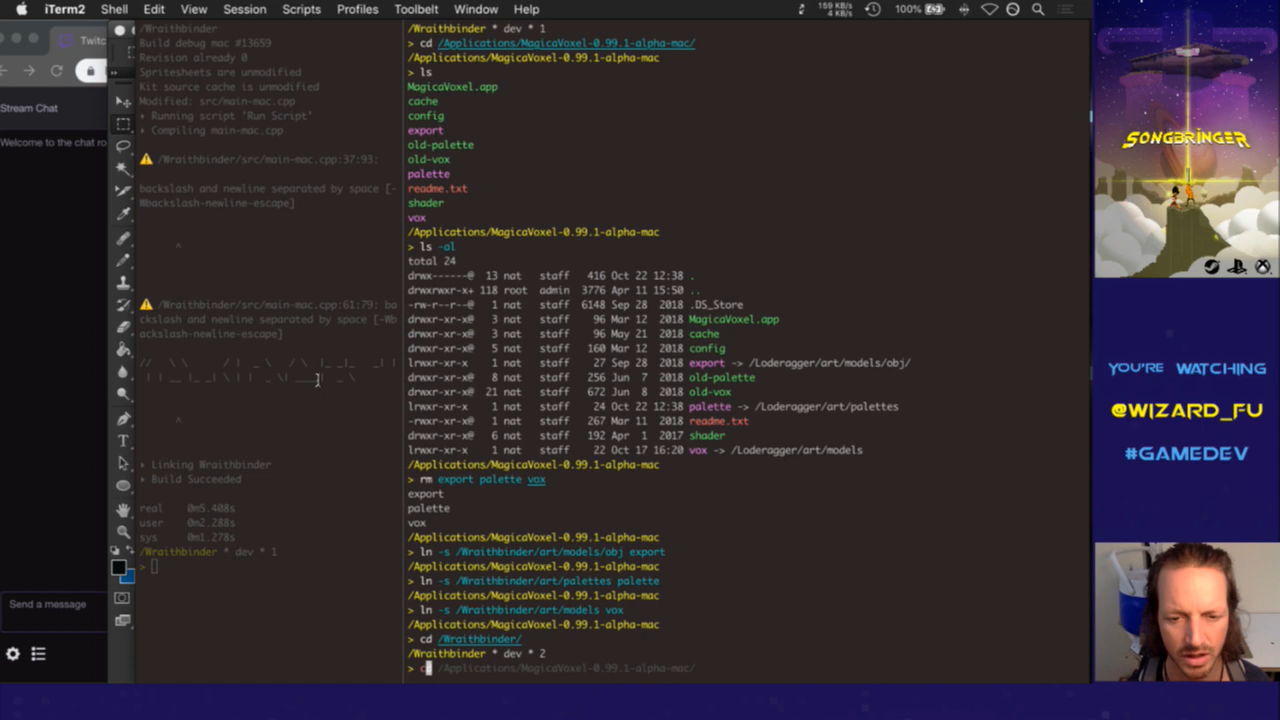 iTerm2 Shell Edit View Session Scripts Profiles Toolbelt Window Help 159 KB/s 4 KB/s 100%
Twitc
Stream Chat
Welcome to the chat ro
Send a message
/Wraithbinder
Build debug mac #13659
Revision already 0
Spritesheets are unmodified
Kit source cache is unmodified
Modified: src/main-mac.cpp
› Running script 'Run Script'
› Compiling main-mac.cpp
/Wraithbinder/src/main-mac.cpp:37:93:
backslash and newline separated by space [-
Wbackslash-newline-escape]
^
/Wraithbinder/src/main-mac.cpp:61:79: ba
ckslash and newline separated by space [-Wb
ackslash-newline-escape]
^
› Linking Wraithbinder
› Build Succeeded
real 0m5.408s
user 0m2.288s
sys 0m1.278s
/Wraithbinder * dev * 1
>
/Wraithbinder * dev * 1
> cd /Applications/MagicaVoxel-0.99.1-alpha-mac/
/Applications/MagicaVoxel-0.99.1-alpha-mac
> ls
MagicaVoxel.app
cache
config
export
old-palette
old-vox
palette
readme.txt
shader
vox
/Applications/MagicaVoxel-0.99.1-alpha-mac
> ls -al
total 24
drwx------@ 13 nat staff 416 Oct 22 12:38 .
drwxrwxr-x+ 118 root admin 3776 Apr 11 15:50 ..
-rw-r--r--@ 1 nat staff 6148 Sep 28 2018 .DS_Store
drwxr-xr-x@ 3 nat staff 96 Mar 12 2018 MagicaVoxel.app
drwxr-xr-x@ 3 nat staff 96 May 21 2018 cache
drwxr-xr-x@ 5 nat staff 160 Mar 12 2018 config
lrwxr-xr-x 1 nat staff 27 Sep 28 2018 export -> /Loderagger/art/models/obj/
drwxr-xr-x@ 8 nat staff 256 Jun 7 2018 old-palette
drwxr-xr-x@ 21 nat staff 672 Jun 8 2018 old-vox
lrwxr-xr-x 1 nat staff 24 Oct 22 12:38 palette -> /Loderagger/art/palettes
-rwxr-xr-x@ 1 nat staff 267 Mar 11 2018 readme.txt
drwxr-xr-x@ 6 nat staff 192 Apr 1 2017 shader
lrwxr-xr-x 1 nat staff 22 Oct 17 16:20 vox -> /Loderagger/art/models
/Applications/MagicaVoxel-0.99.1-alpha-mac
> rm export palette vox
export
palette
vox
/Applications/MagicaVoxel-0.99.1-alpha-mac
> ln -s /Wraithbinder/art/models/obj export
/Applications/MagicaVoxel-0.99.1-alpha-mac
> ln -s /Wraithbinder/art/palettes palette
/Applications/MagicaVoxel-0.99.1-alpha-mac
> ln -s /Wraithbinder/art/models vox
/Applications/MagicaVoxel-0.99.1-alpha-mac
> cd /Wraithbinder/
/Wraithbinder * dev * 2
> cd /Applications/MagicaVoxel-0.99.1-alpha-mac/
SONGBRINGER
YOU'RE WATCHING
@WIZARD_FU
#GAMEDEV